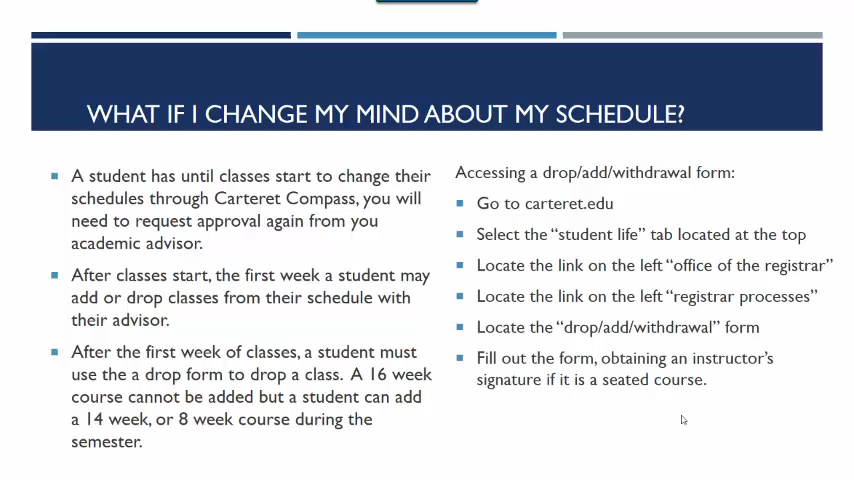 WHAT IF I CHANGE MY MIND ABOUT MY SCHEDULE?
A student has until classes start to change their
schedules through Carteret Compass, you will
need to request approval again from you
academic advisor.
After classes start, the first week a student may
add or drop classes from their schedule with
their advisor.
After the first week of classes, a student must
use the a drop form to drop a class. A 16 week
course cannot be added but a student can add
a 14 week, or 8 week course during the
semester.
Accessing a drop/add/withdrawal form:
Go to carteret.edu
Select the “student life” tab located at the top
Locate the link on the left “office of the registrar”
Locate the link on the left “registrar processes”
Locate the “drop/add/withdrawal” form
Fill out the form, obtaining an instructor’s
signature if it is a seated course.